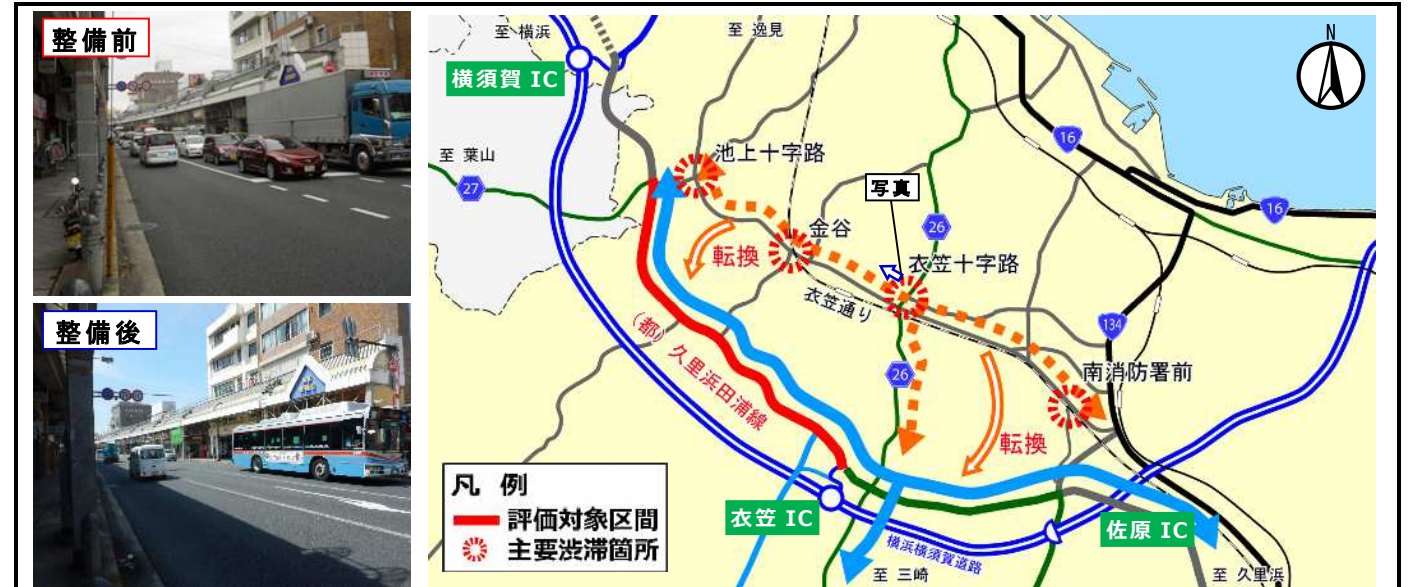 整備前
整備後
N
至 横浜
至 逸見
横須賀 IC
16
至 葉山
27
池上十字路
写真
16
金谷
26
転換
衣笠十字路
衣笠通り
134
(都)久里浜田浦線
26
南消防署前
転換
凡 例
評価対象区間
主要渋滞箇所
衣笠 IC
佐原 IC
横浜横須賀道路
至 三崎
至 久里浜